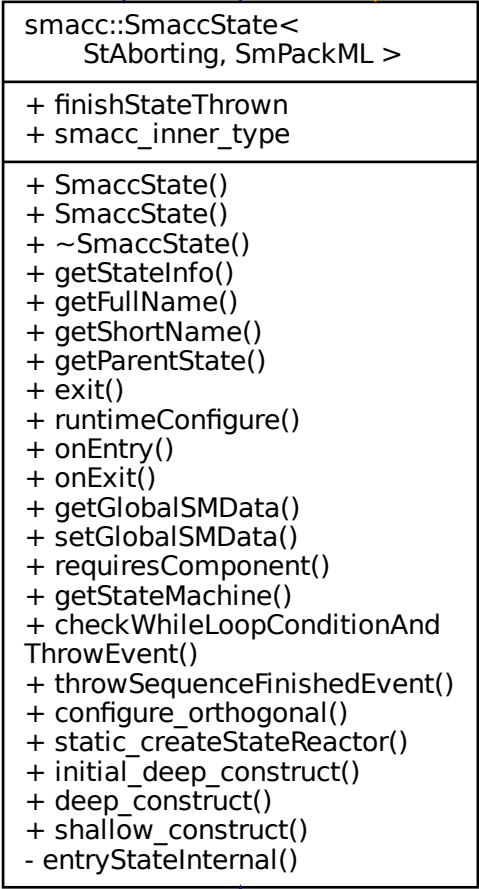 smacc::SmaccState<
StAborting, SmPackML >
+ finishStateThrown
+ smacc_inner_type
+ SmaccState()
+ SmaccState()
+ ~SmaccState()
+ getStateInfo()
+ getFullName()
+ getShortName()
+ getParentState()
+ exit()
+ runtimeConfigure()
+ onEntry()
+ onExit()
+ getGlobalSMData()
+ setGlobalSMData()
+ requiresComponent()
+ getStateMachine()
+ checkWhileLoopConditionAnd
ThrowEvent()
+ throwSequenceFinishedEvent()
+ configure_orthogonal()
+ static_createStateReactor()
+ initial_deep_construct()
+ deep_construct()
+ shallow_construct()
- entryStateInternal()